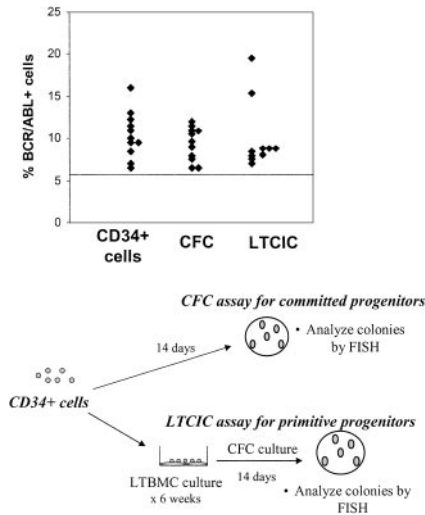 25
20
15
10
5
0
% BCR/ABL+ cells
CD34+ cells
CFC
LTCIC
CFC assay for committed progenitors
• Analyze colonies
by FISH
14 days
CD34+ cells
LTCIC assay for primitive progenitors
CFC culture
14 days
LTBMC culture
x 6 weeks
• Analyze colonies by
FISH